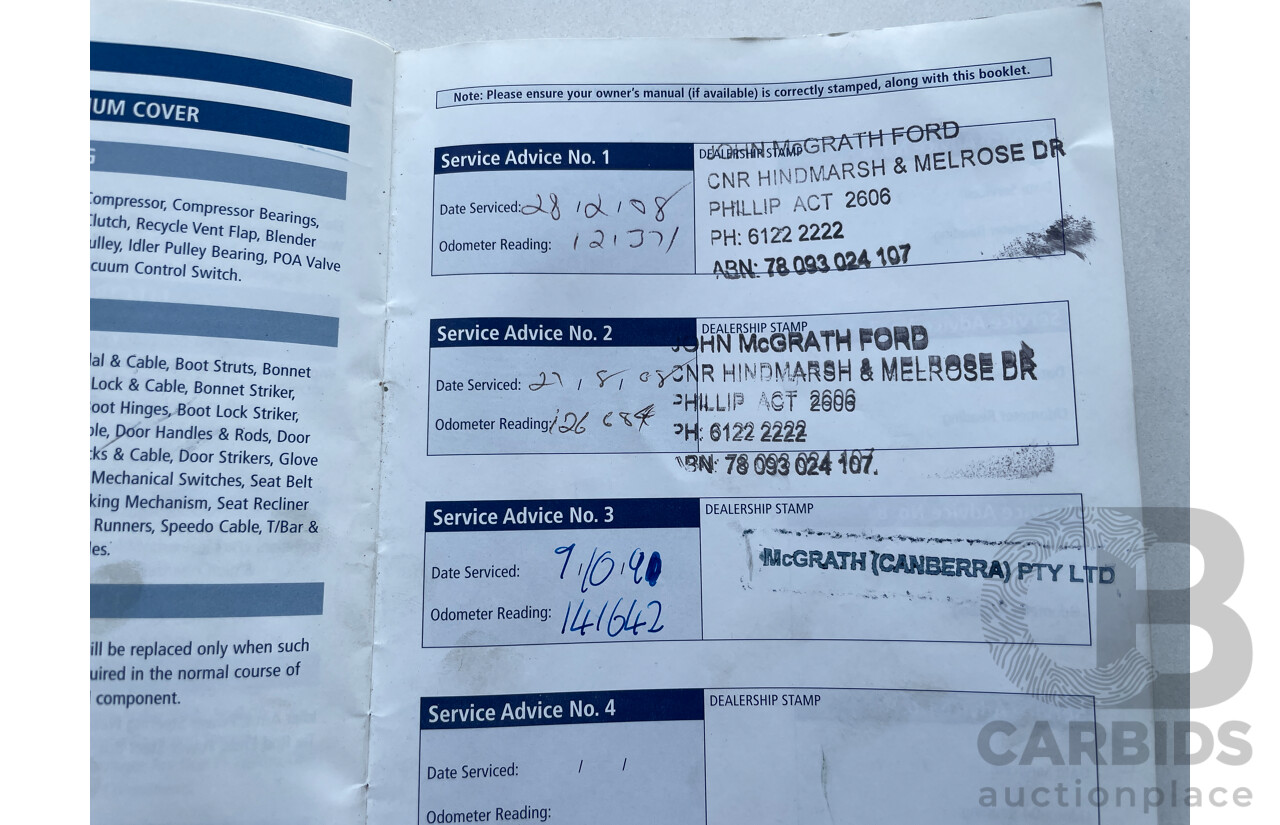 UM COVER
G
Compressor, Compressor Bearings,
Clutch, Recycle Vent Flap, Blender
ulley, Idler Pulley Bearing, POA Valve
cuum Control Switch.
al & Cable, Boot Struts, Bonnet
Lock & Cable, Bonnet Striker,
oot Hinges, Boot Lock Striker,
ble, Door Handles & Rods, Door
cks & Cable, Door Strikers, Glove
Mechanical Switches, Seat Belt
king Mechanism, Seat Recliner
Runners, Speedo Cable, T/Bar &
les.
ill be replaced only when such
uired in the normal course of
component.
Note: Please ensure your owner's manual (if available) is correctly stamped, along with this booklet.
Service Advice No. 1
DEALERSHIP STAMP
JOHN McGRATH FORD
CNR HINDMARSH & MELROSE DR
PHILLIP ACT 2606
PH: 6122 2222
ABN: 78 093 024 107
Date Serviced:
Odometer Reading:
Service Advice No. 2
DEALERSHIP STAMP
JOHN McGRATH FORD
CNR HINDMARSH & MELROSE DR
PHILLIP ACT 2606
PH: 6122 2222
ABN: 78 093 024 107.
Date Serviced:
Odometer Reading: 126 684
Service Advice No. 3
DEALERSHIP STAMP
McGRATH (CANBERRA) PTY LTD
Date Serviced:
Odometer Reading: 141642
Service Advice No. 4
DEALERSHIP STAMP
Date Serviced: / /
Odometer Reading:
CB
CARBIDS
auctionplace